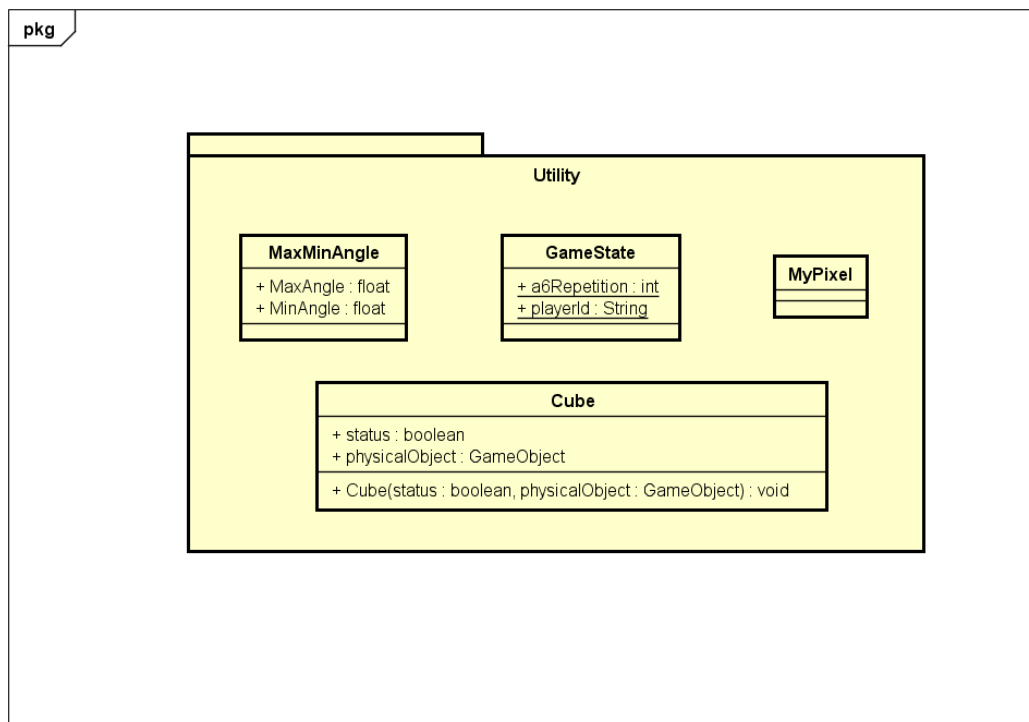 pkg
Utility
MaxMinAngle
+ MaxAngle : float
+ MinAngle : float
GameState
+ a6Repetition : int
+ playerId : String
MyPixel
Cube
+ status : boolean
+ physicalObject : GameObject
+ Cube(status : boolean, physicalObject : GameObject) : void